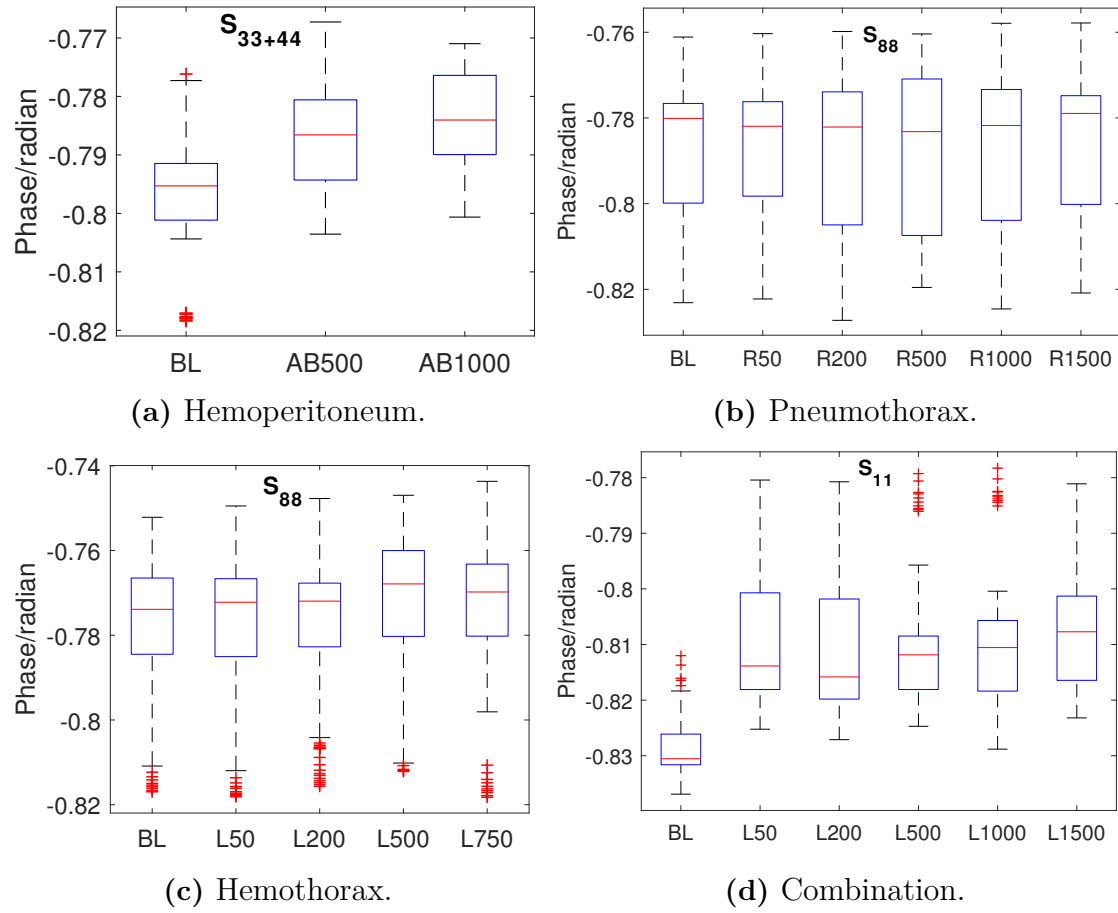 S33+44
Phase/radian
-0.77
-0.78
-0.79
-0.8
-0.81
-0.82
BL AB500 AB1000
(a) Hemoperitoneum.
S88
Phase/radian
-0.76
-0.78
-0.8
-0.82
BL R50 R200 R500 R1000 R1500
(b) Pneumothorax.
S88
Phase/radian
-0.74
-0.76
-0.78
-0.8
-0.82
BL L50 L200 L500 L750
(c) Hemothorax.
S11
Phase/radian
-0.78
-0.79
-0.8
-0.81
-0.82
-0.83
BL L50 L200 L500 L1000 L1500
(d) Combination.